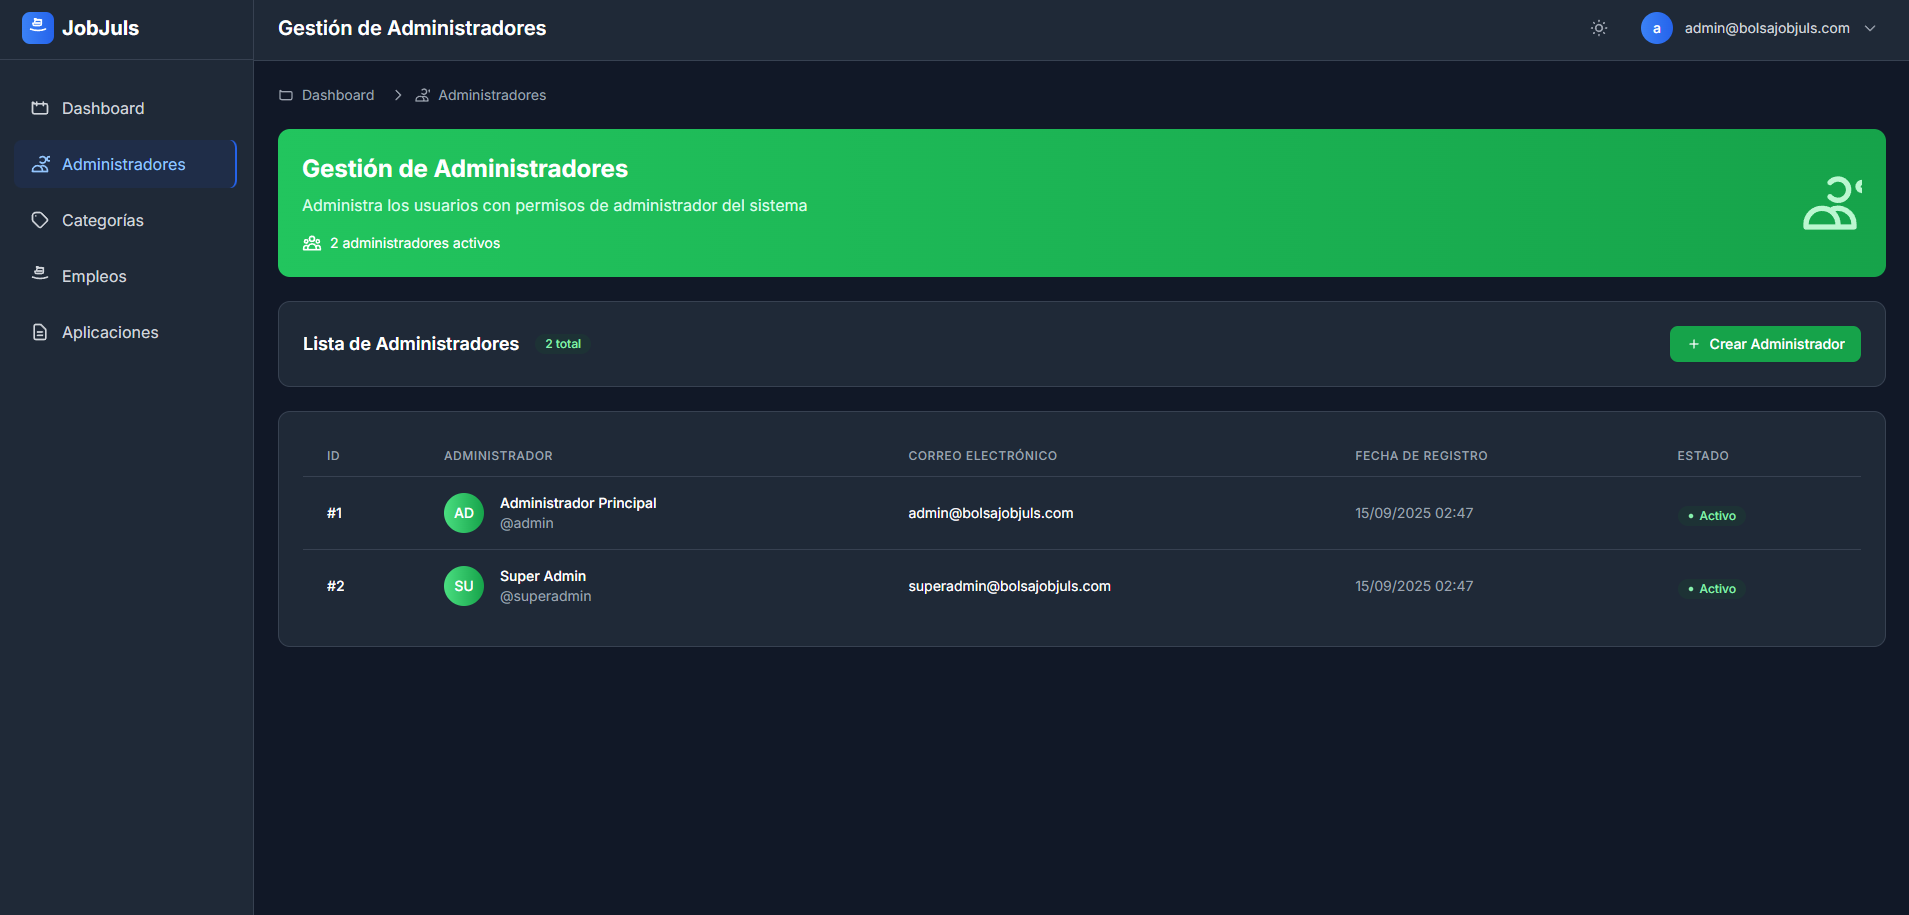 JobJuls
Gestión de Administradores
a
admin@bolsajobjuls.com
Dashboard
Administradores
Categorías
Empleos
Aplicaciones
Dashboard
Administradores
Gestión de Administradores
Administra los usuarios con permisos de administrador del sistema
2 administradores activos
Lista de Administradores
2 total
+ Crear Administrador
ID ADMINISTRADOR CORREO ELECTRÓNICO FECHA DE REGISTRO ESTADO
#1 AD Administrador Principal admin@bolsajobjuls.com 15/09/2025 02:47 • Activo
@admin
#2 SU Super Admin superadmin@bolsajobjuls.com 15/09/2025 02:47 • Activo
@superadmin